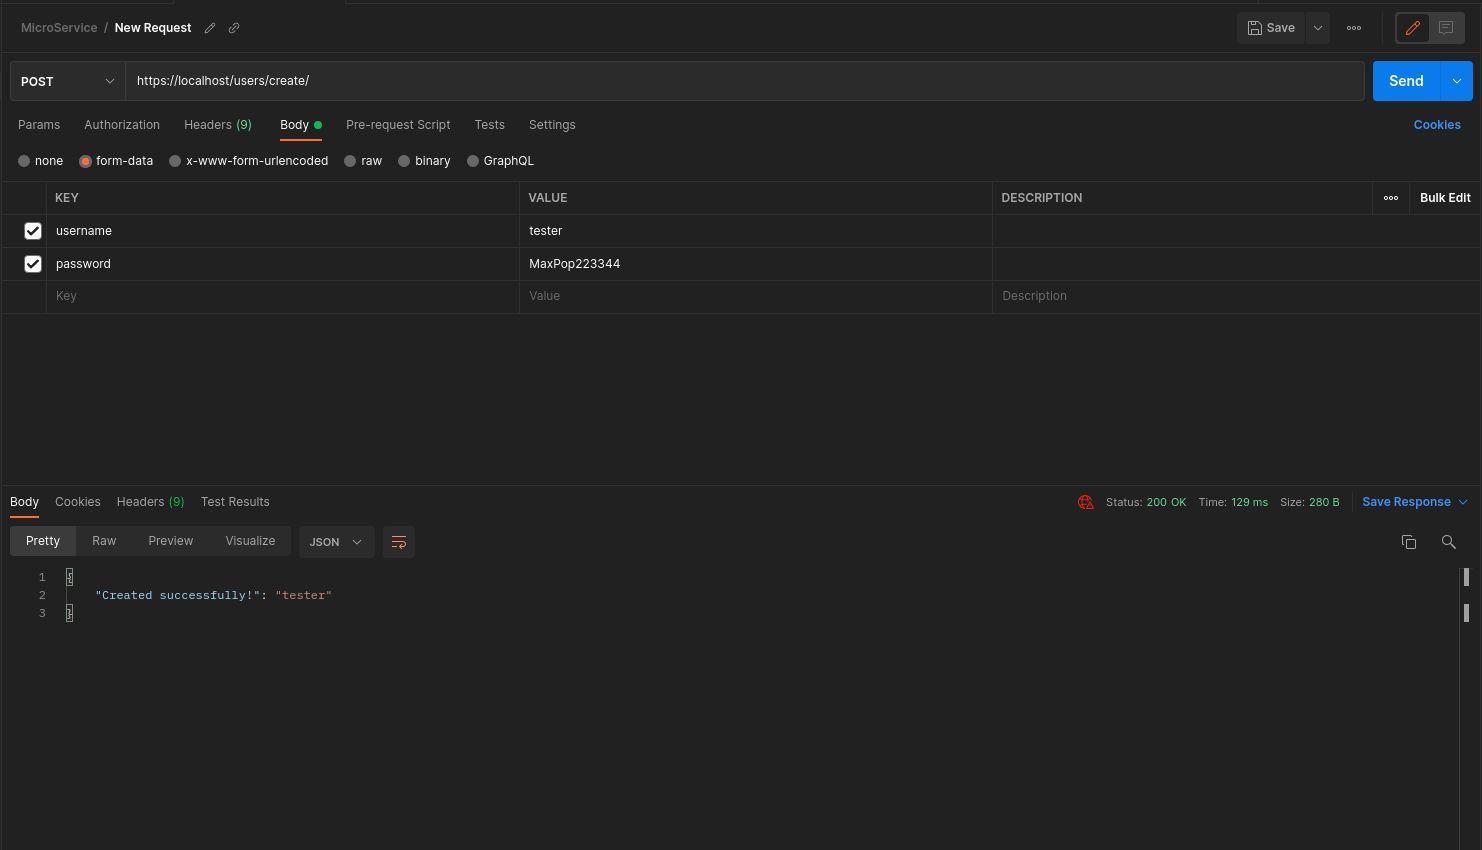 MicroService / New Request
Save
POST
https://localhost/users/create/
Send
Params Authorization Headers (9) Body Pre-request Script Tests Settings Cookies
none form-data x-www-form-urlencoded raw binary GraphQL
KEY VALUE DESCRIPTION Bulk Edit
username tester
password MaxPop223344
Key Value Description
Body Cookies Headers (9) Test Results Status: 200 OK Time: 129 ms Size: 280 B Save Response
Pretty Raw Preview Visualize JSON
1 {
2 "Created successfully!": "tester"
3 }